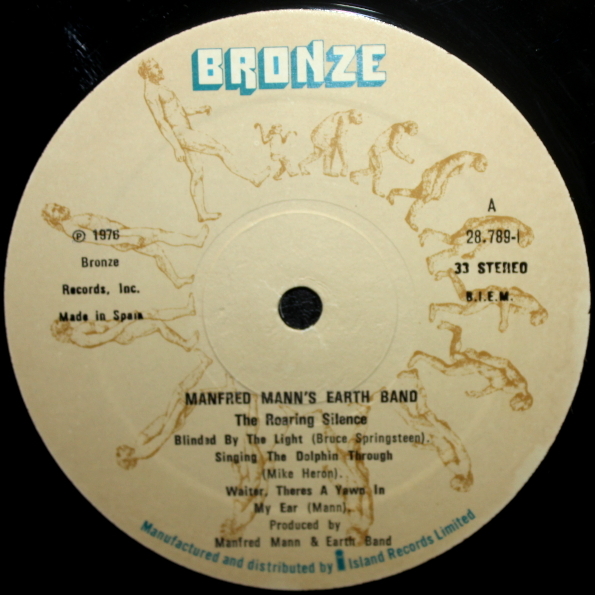 BRONZE
℗ 1976
Bronze
Records, Inc.
Made in Spain
A
28.789-I
33 STEREO
B.I.E.M.
MANFRED MANN'S EARTH BAND
The Roaring Silence
Blinded By The Light (Bruce Springsteen).
Singing The Dolphin Through
(Mike Heron).
Waiter, Theres A Yawn In
My Ear (Mann).
Produced by
Manfred Mann & Earth Band
Manufactured and distributed by i Island Records Limited